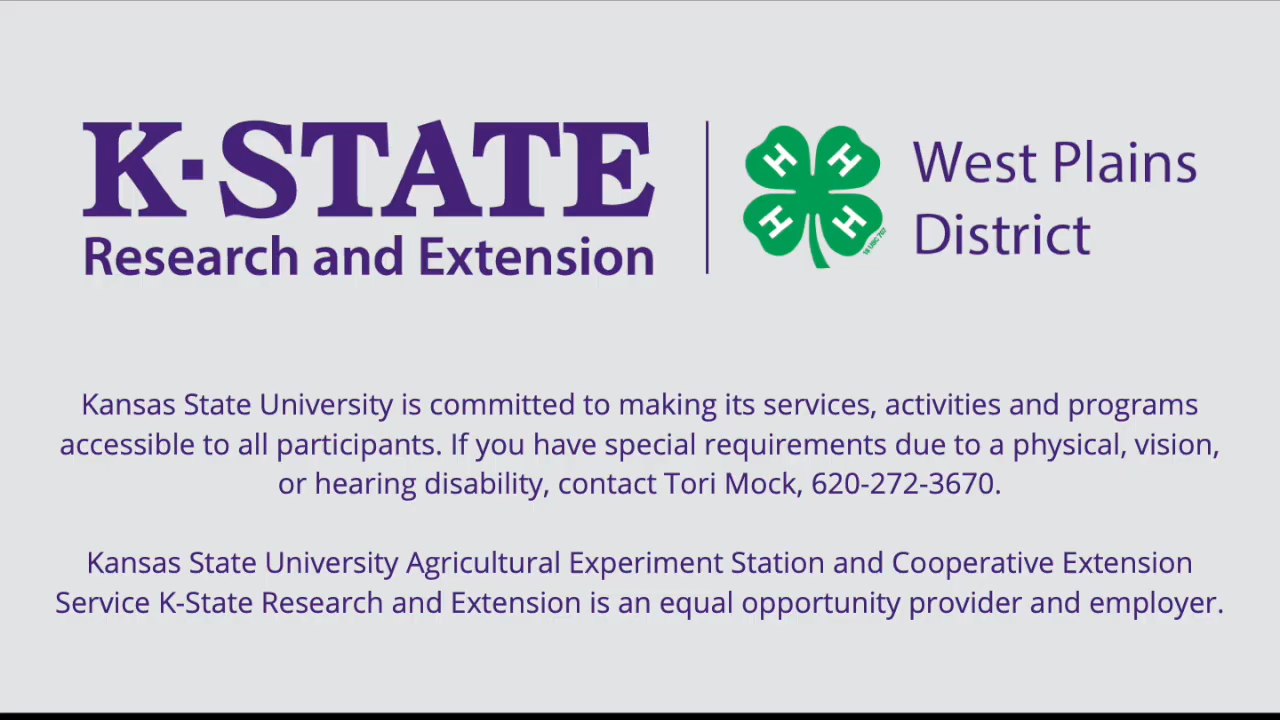 K-STATE
Research and Extension
H H
H H
18 USC 707
West Plains
District
Kansas State University is committed to making its services, activities and programs
accessible to all participants. If you have special requirements due to a physical, vision,
or hearing disability, contact Tori Mock, 620-272-3670.
Kansas State University Agricultural Experiment Station and Cooperative Extension
Service K-State Research and Extension is an equal opportunity provider and employer.